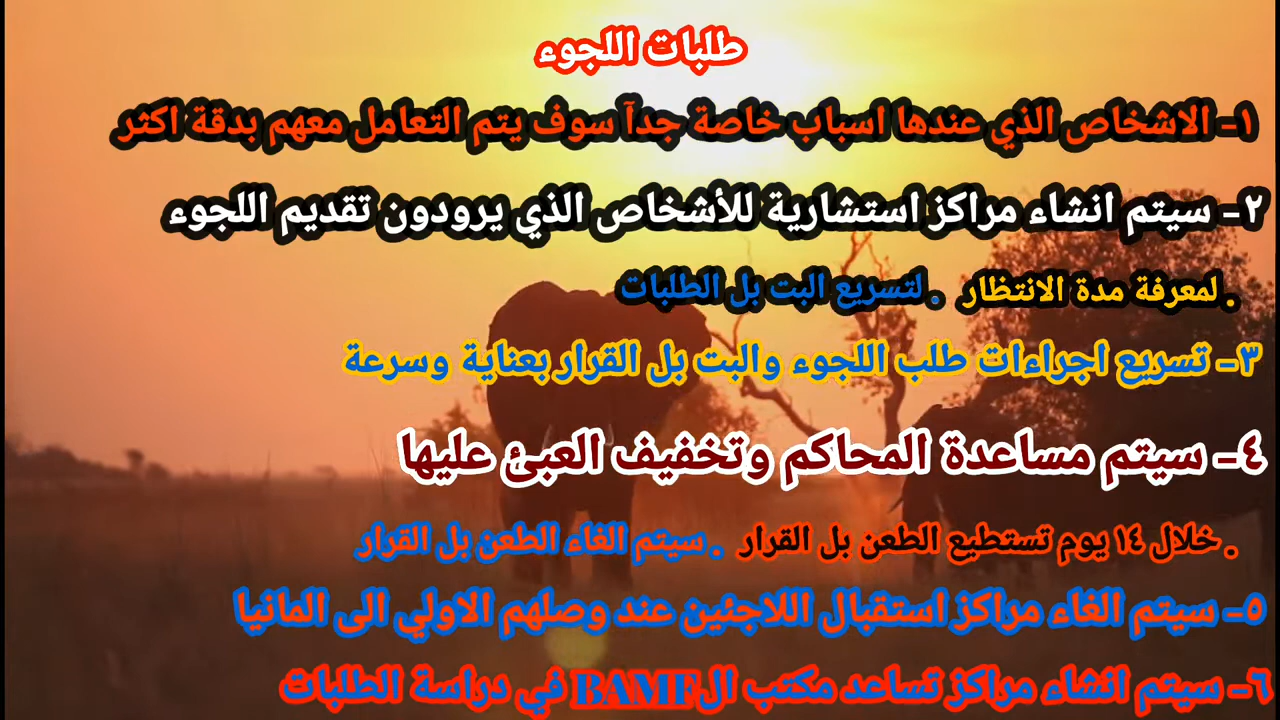 طلبات اللجوء
١- الاشخاص الذي عندها اسباب خاصة جدآ سوف يتم التعامل معهم بدقة اكثر
٢- سيتم انشاء مراكز استشارية للأشخاص الذي يرودون تقديم اللجوء
. لمعرفة مدة الانتظار . لتسريع البت بل الطلبات
٣- تسريع اجراءات طلب اللجوء والبت بل القرار بعناية وسرعة
٤- سيتم مساعدة المحاكم وتخفيف العبئ عليها
. خلال ١٤ يوم تستطيع الطعن بل القرار . سيتم الغاء الطعن بل القرار
٥- سيتم الغاء مراكز استقبال اللاجئين عند وصلهم الاولي الى المانيا
٦- سيتم انشاء مراكز تساعد مكتب الBAMF في دراسة الطلبات